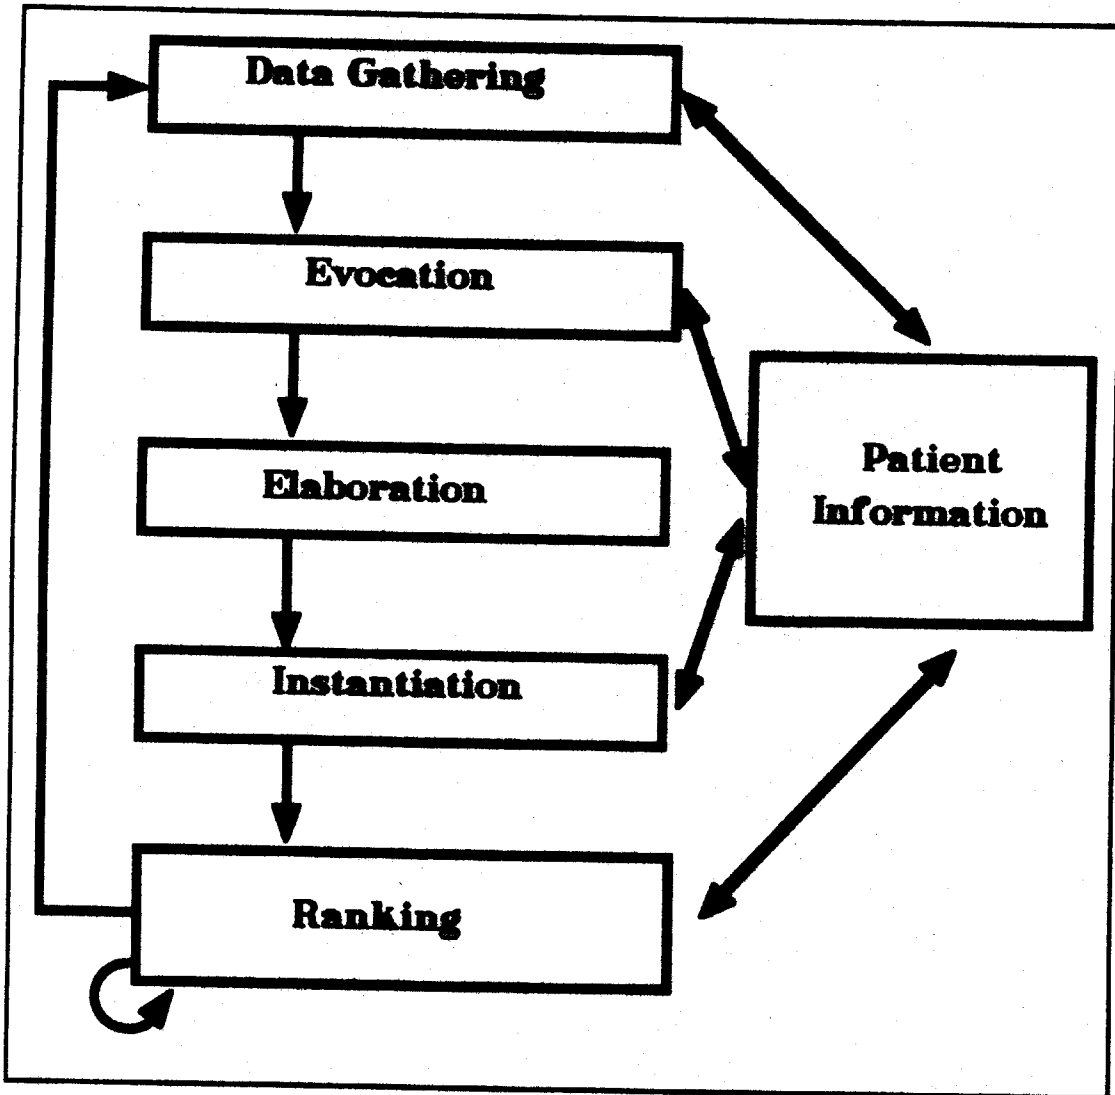 Data Gathering
Evocation
Elaboration
Instantiation
Ranking
Patient
Information